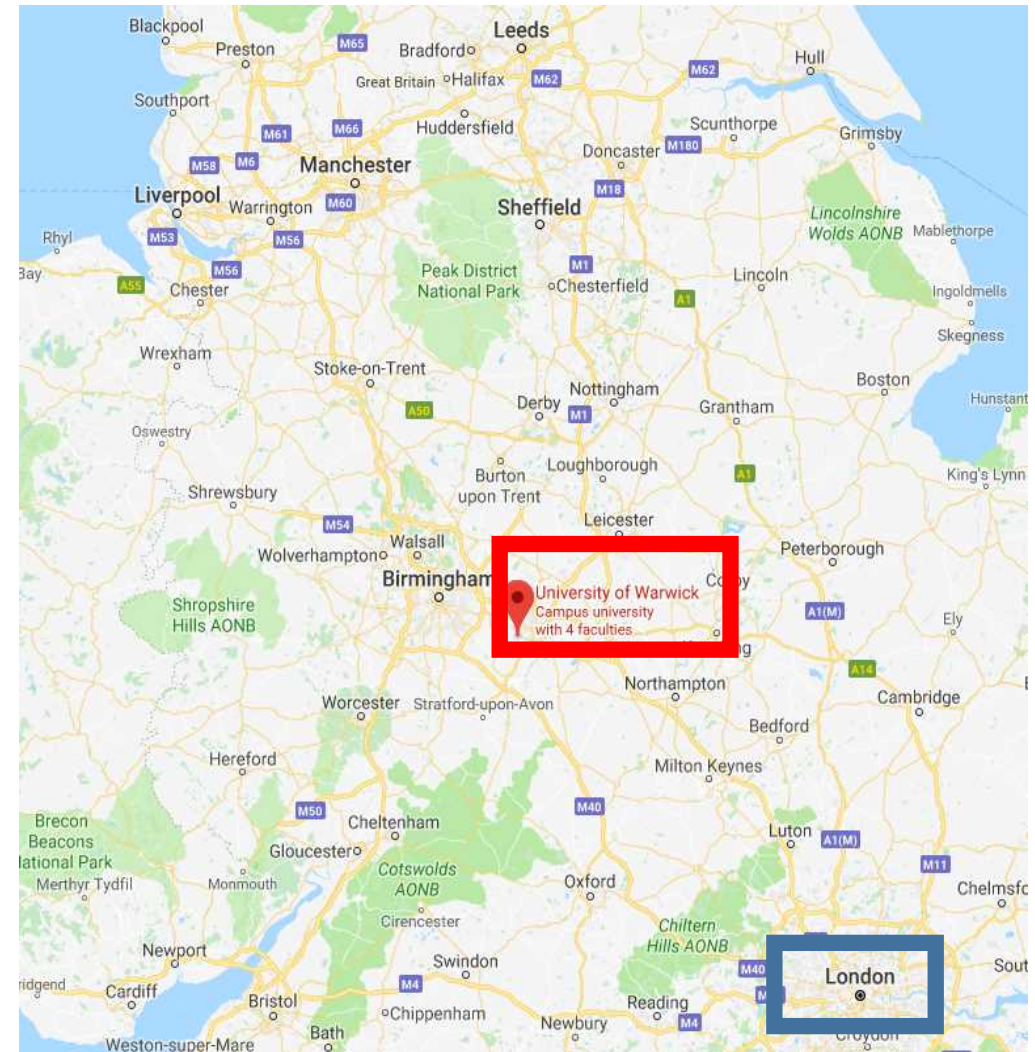 Blackpool
Preston
M65
Bradford
Leeds
Hull
Great Britain
Halifax
M62
M62
Southport
M61
M66
Huddersfield
Scunthorpe
Grimsby
M58
M6
Manchester
Doncaster
M180
Liverpool
Warrington
M60
M18
Sheffield
Lincolnshire
Wolds AONB
Mablethorpe
Rhyl
M53
M56
M56
Peak District
National Park
M1
Chesterfield
Lincoln
Bay
A55
Chester
A1
Ingoldmells
Skegness
Wrexham
Stoke-on-Trent
Nottingham
Boston
A50
Derby
M1
Grantham
Hunstant
Oswestry
Burton
upon Trent
Loughborough
A1
King's Lynn
Shrewsbury
M54
Walsall
Leicester
Wolverhampton
Peterborough
Birmingham
University of Warwick
Campus university
with 4 faculties
Shropshire
Hills AONB
A1(M)
Ely
A14
Northampton
Worcester
Stratford-upon-Avon
Cambridge
Bedford
Hereford
Milton Keynes
M50
Cheltenham
M40
Brecon
Beacons
National Park
Gloucester
Luton
A1(M)
M11
Merthyr Tydfil
Monmouth
Cotswolds
AONB
Oxford
Chelmsfo
Cirencester
Chiltern
Hills AONB
Newport
Swindon
M40
London
Sout
ridgend
Cardiff
M4
Bristol
Chippenham
Reading
M4
Newbury
Bath
Croydon
Weston-super-Mare